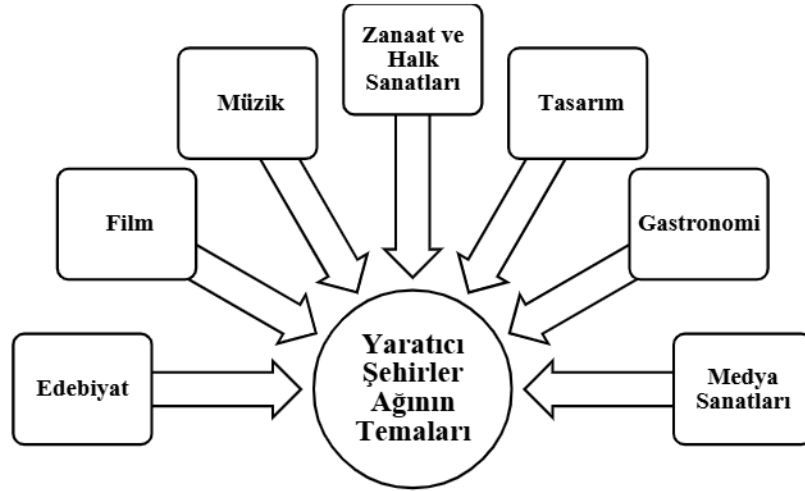 Zanaat ve
Halk
Sanatları
Müzik
Tasarım
Film
Gastronomi
Edebiyat
Yaratıcı
Şehirler
Ağının
Temaları
Medya
Sanatları